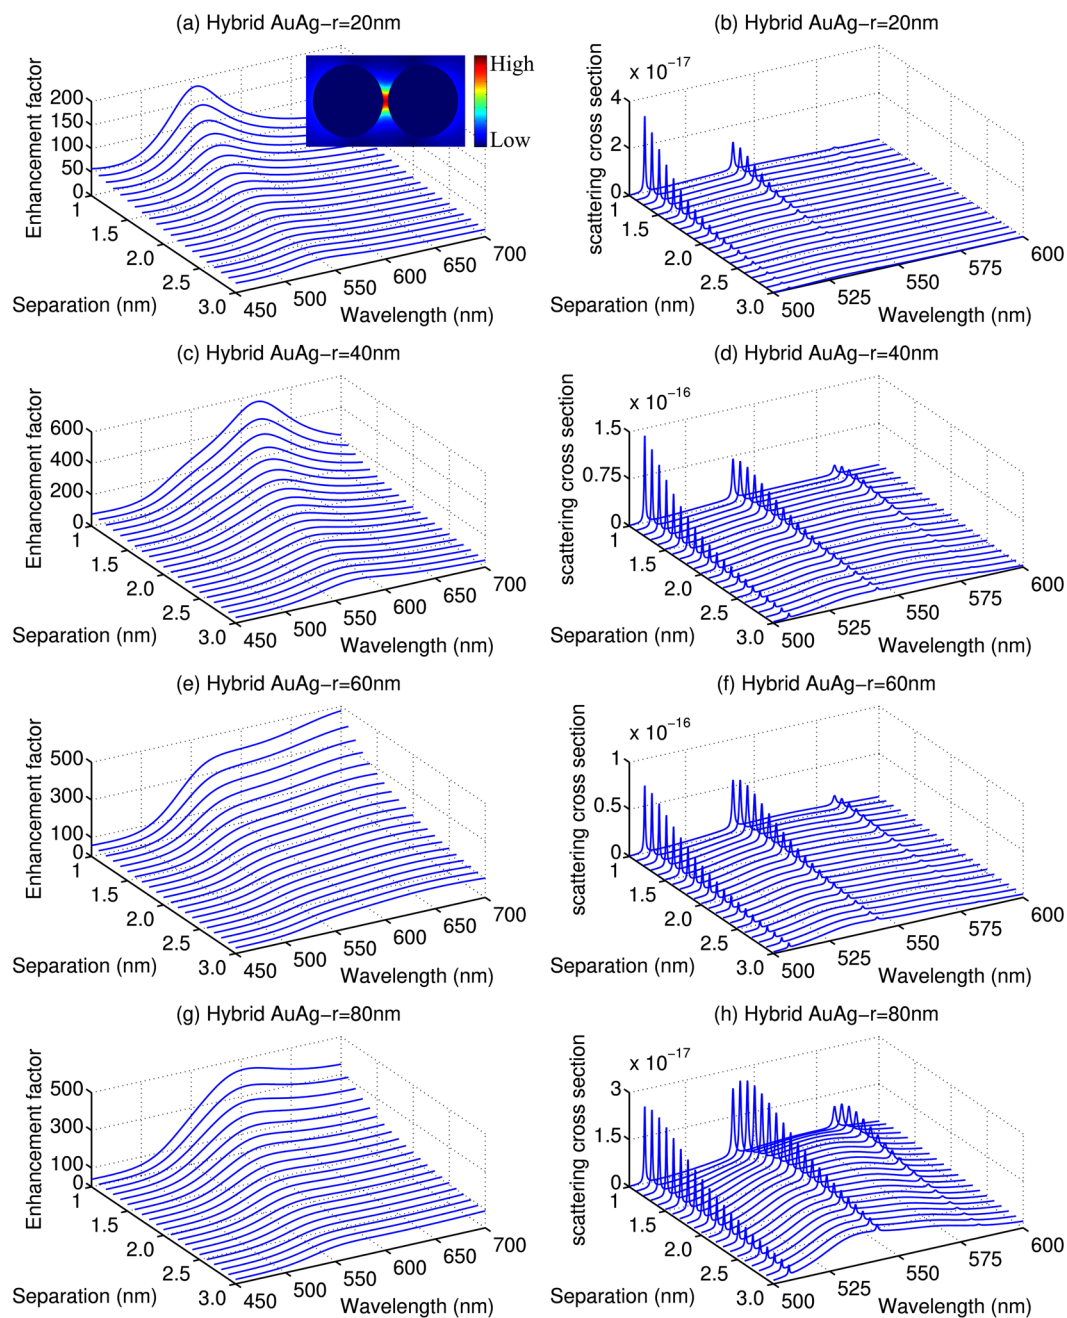 (a) Hybrid AuAg−r=20nm
Enhancement factor
200
150
100
50
0
1
1.5
2.0
2.5
3.0
Separation (nm)
450
500
550
600
650
700
Wavelength (nm)
High
Low
(b) Hybrid AuAg−r=20nm
x 10⁻¹⁷
scattering cross section
4
2
0
1
1.5
2.0
2.5
3.0
Separation (nm)
500
525
550
575
600
Wavelength (nm)
(c) Hybrid AuAg−r=40nm
Enhancement factor
600
400
200
0
1
1.5
2.0
2.5
3.0
Separation (nm)
450
500
550
600
650
700
Wavelength (nm)
(d) Hybrid AuAg−r=40nm
x 10⁻¹⁶
scattering cross section
1.5
0.75
0
1
1.5
2.0
2.5
3.0
Separation (nm)
500
525
550
575
600
Wavelength (nm)
(e) Hybrid AuAg−r=60nm
Enhancement factor
500
300
100
0
1
1.5
2.0
2.5
3.0
Separation (nm)
450
500
550
600
650
700
Wavelength (nm)
(f) Hybrid AuAg−r=60nm
x 10⁻¹⁶
scattering cross section
1
0.5
0
1
1.5
2.0
2.5
3.0
Separation (nm)
500
525
550
575
600
Wavelength (nm)
(g) Hybrid AuAg−r=80nm
Enhancement factor
500
300
100
0
1
1.5
2.0
2.5
3.0
Separation (nm)
450
500
550
600
650
700
Wavelength (nm)
(h) Hybrid AuAg−r=80nm
x 10⁻¹⁷
scattering cross section
3
1.5
0
1
1.5
2.0
2.5
3.0
Separation (nm)
500
525
550
575
600
Wavelength (nm)